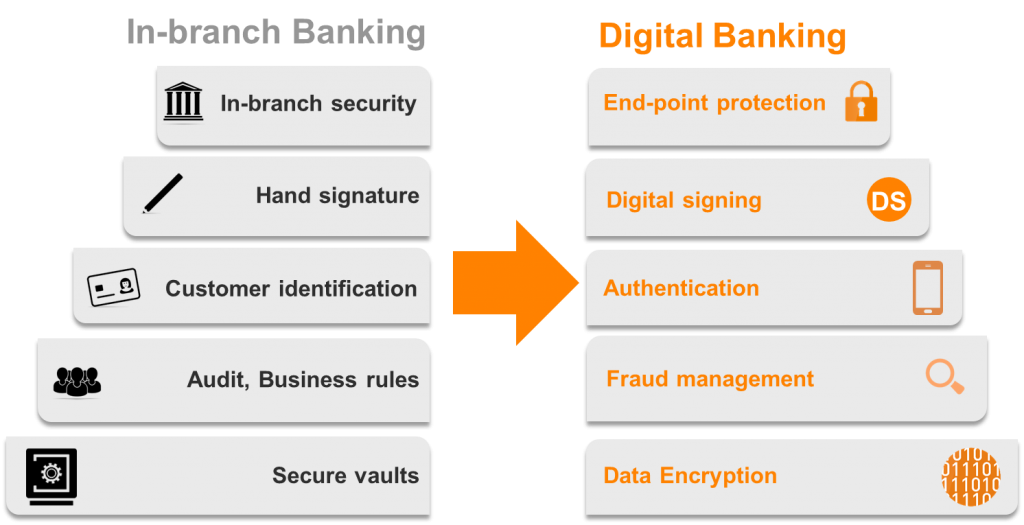 In-branch Banking
Digital Banking
In-branch security
End-point protection
Hand signature
Digital signing
DS
Customer identification
Authentication
Audit, Business rules
Fraud management
Secure vaults
Data Encryption